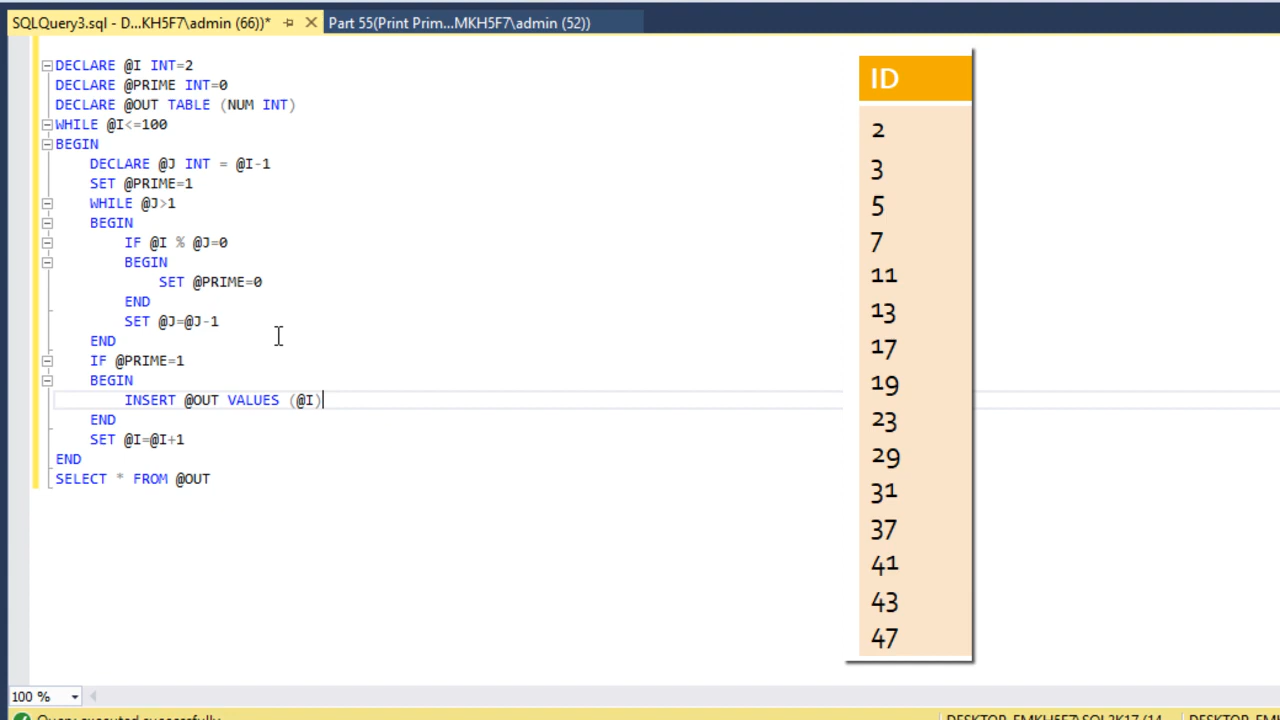 SQLQuery3.sql - D...KH5F7\admin (66))* Part 55(Print Prim...MKH5F7\admin (52))
DECLARE @I INT=2
DECLARE @PRIME INT=0
DECLARE @OUT TABLE (NUM INT)
WHILE @I<=100
BEGIN
DECLARE @J INT = @I-1
SET @PRIME=1
WHILE @J>1
BEGIN
IF @I % @J=0
BEGIN
SET @PRIME=0
END
SET @J=@J-1
END
IF @PRIME=1
BEGIN
INSERT @OUT VALUES (@I)
END
SET @I=@I+1
END
SELECT * FROM @OUT
ID
2
3
5
7
11
13
17
19
23
29
31
37
41
43
47
100 %
Query executed successfully